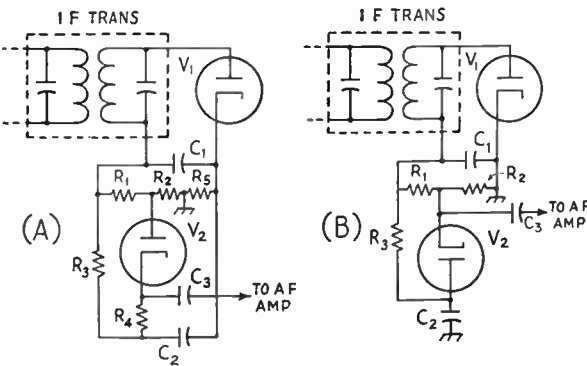 I F TRANS
V1
C1
R1
R2
R5
(A)
V2
R3
C3
TO A F
AMP
R4
C2
I F TRANS
V1
C1
R1
R2
TO A F
AMP
C3
(B)
R3
V2
C2